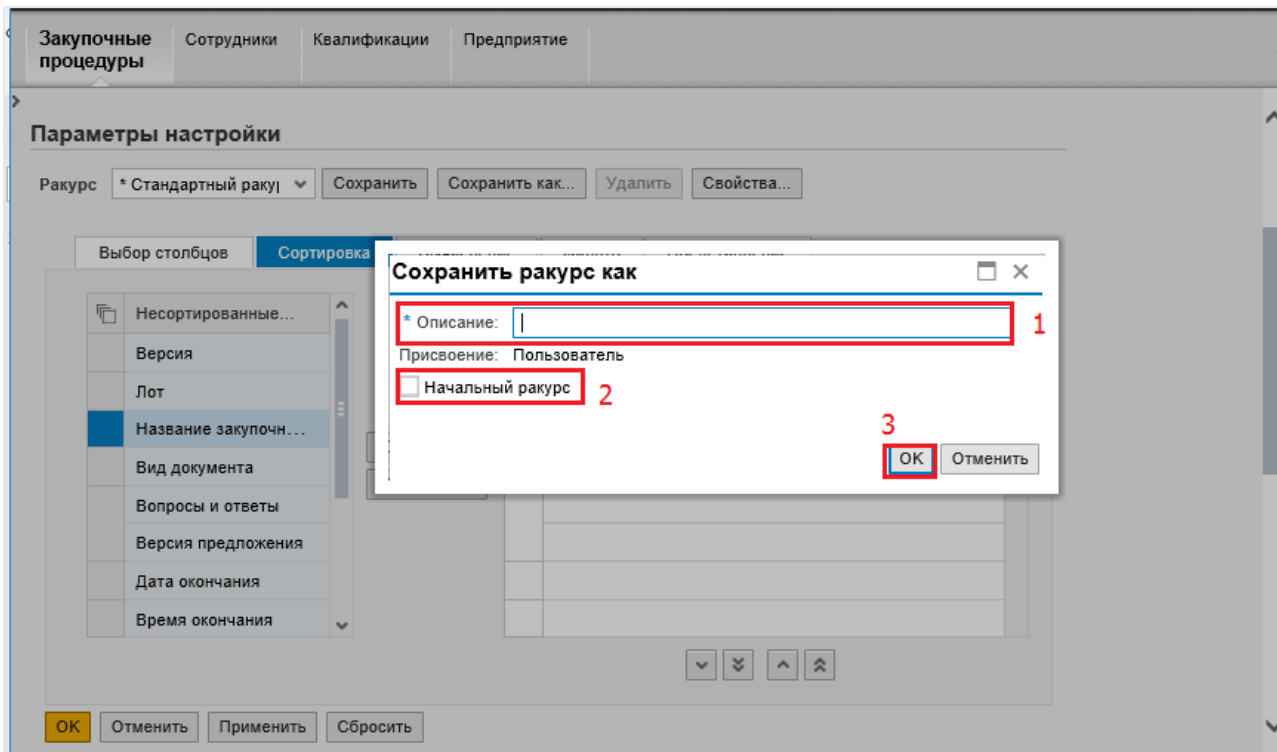 Закупочные процедуры
Сотрудники
Квалификации
Предприятие
Параметры настройки
Ракурс
* Стандартный ракур
Сохранить
Сохранить как...
Удалить
Свойства...
Выбор столбцов
Сортировка
Сохранить ракурс как
* Описание:
1
Присвоение: Пользователь
Начальный ракурс
2
3
OK
Отменить
Несортированные...
Версия
Лот
Название закупочн...
Вид документа
Вопросы и ответы
Версия предложения
Дата окончания
Время окончания
OK
Отменить
Применить
Сбросить